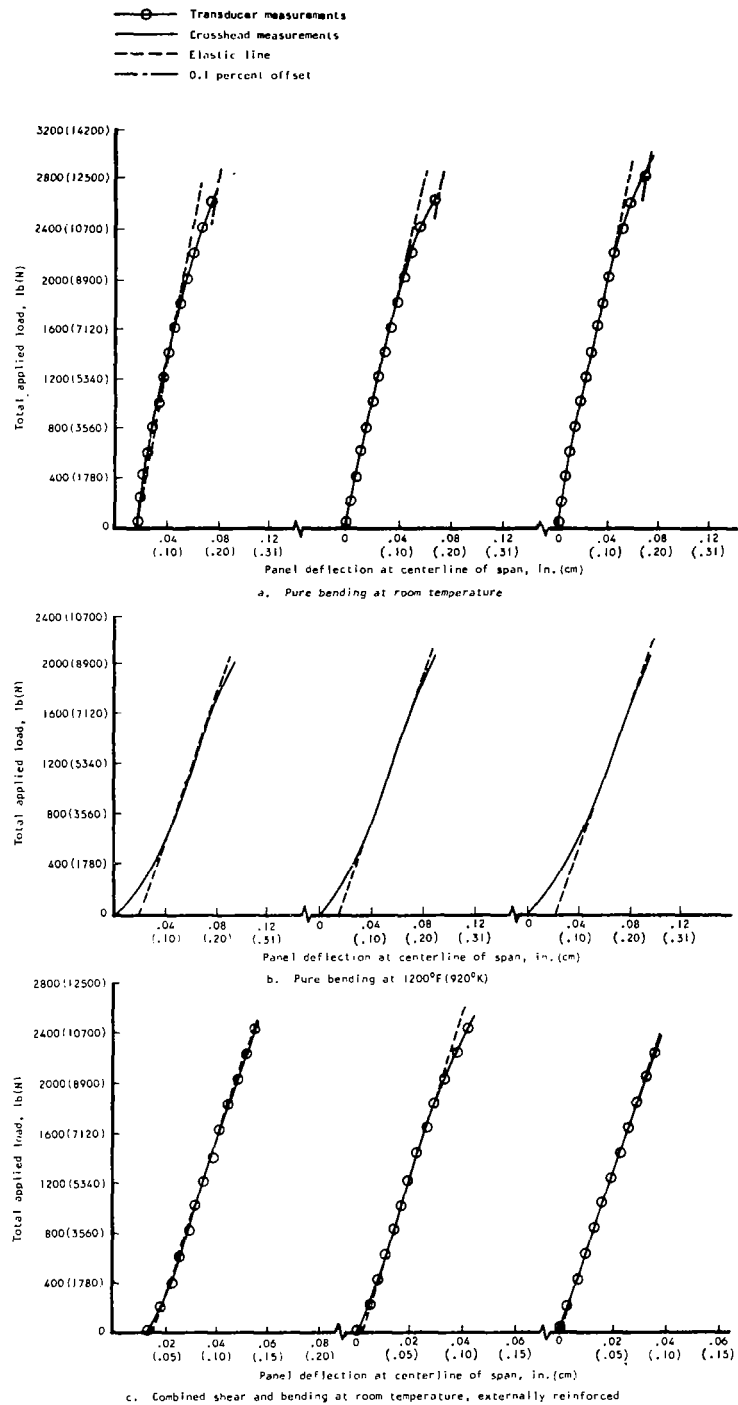 Transducer measurements
Crosshead measurements
Elastic line
0.1 percent offset
Total applied load, lb(N)
3200(14200)
2800(12500)
2400(10700)
2000(8900)
1600(7120)
1200(5340)
800(3560)
400(1780)
0
.04 .08 .12 0 .04 .08 .12 0 .04 .08 .12
(.10) (.20) (.31) (.10) (.20) (.31) (.10) (.20) (.31)
Panel deflection at centerline of span, in.(cm)
a. Pure bending at room temperature
Total applied load, lb(N)
2400(10700)
2000(8900)
1600(7120)
1200(5340)
800(3560)
400(1780)
0
.04 .08 .12 0 .04 .08 .12 0 .04 .08 .12
(.10) (.20) (.31) (.10) (.20) (.31) (.10) (.20) (.31)
Panel deflection at centerline of span, in.(cm)
b. Pure bending at 1200°F(920°K)
Total applied load, lb(N)
2800(12500)
2400(10700)
2000(8900)
1600(7120)
1200(5340)
800(3560)
400(1780)
0
.02 .04 .06 .08 0 .02 .04 .06 0 .02 .04 .06
(.05) (.10) (.15) (.20) (.05) (.10) (.15) (.05) (.10) (.15)
Panel deflection at centerline of span, in.(cm)
c. Combined shear and bending at room temperature, externally reinforced